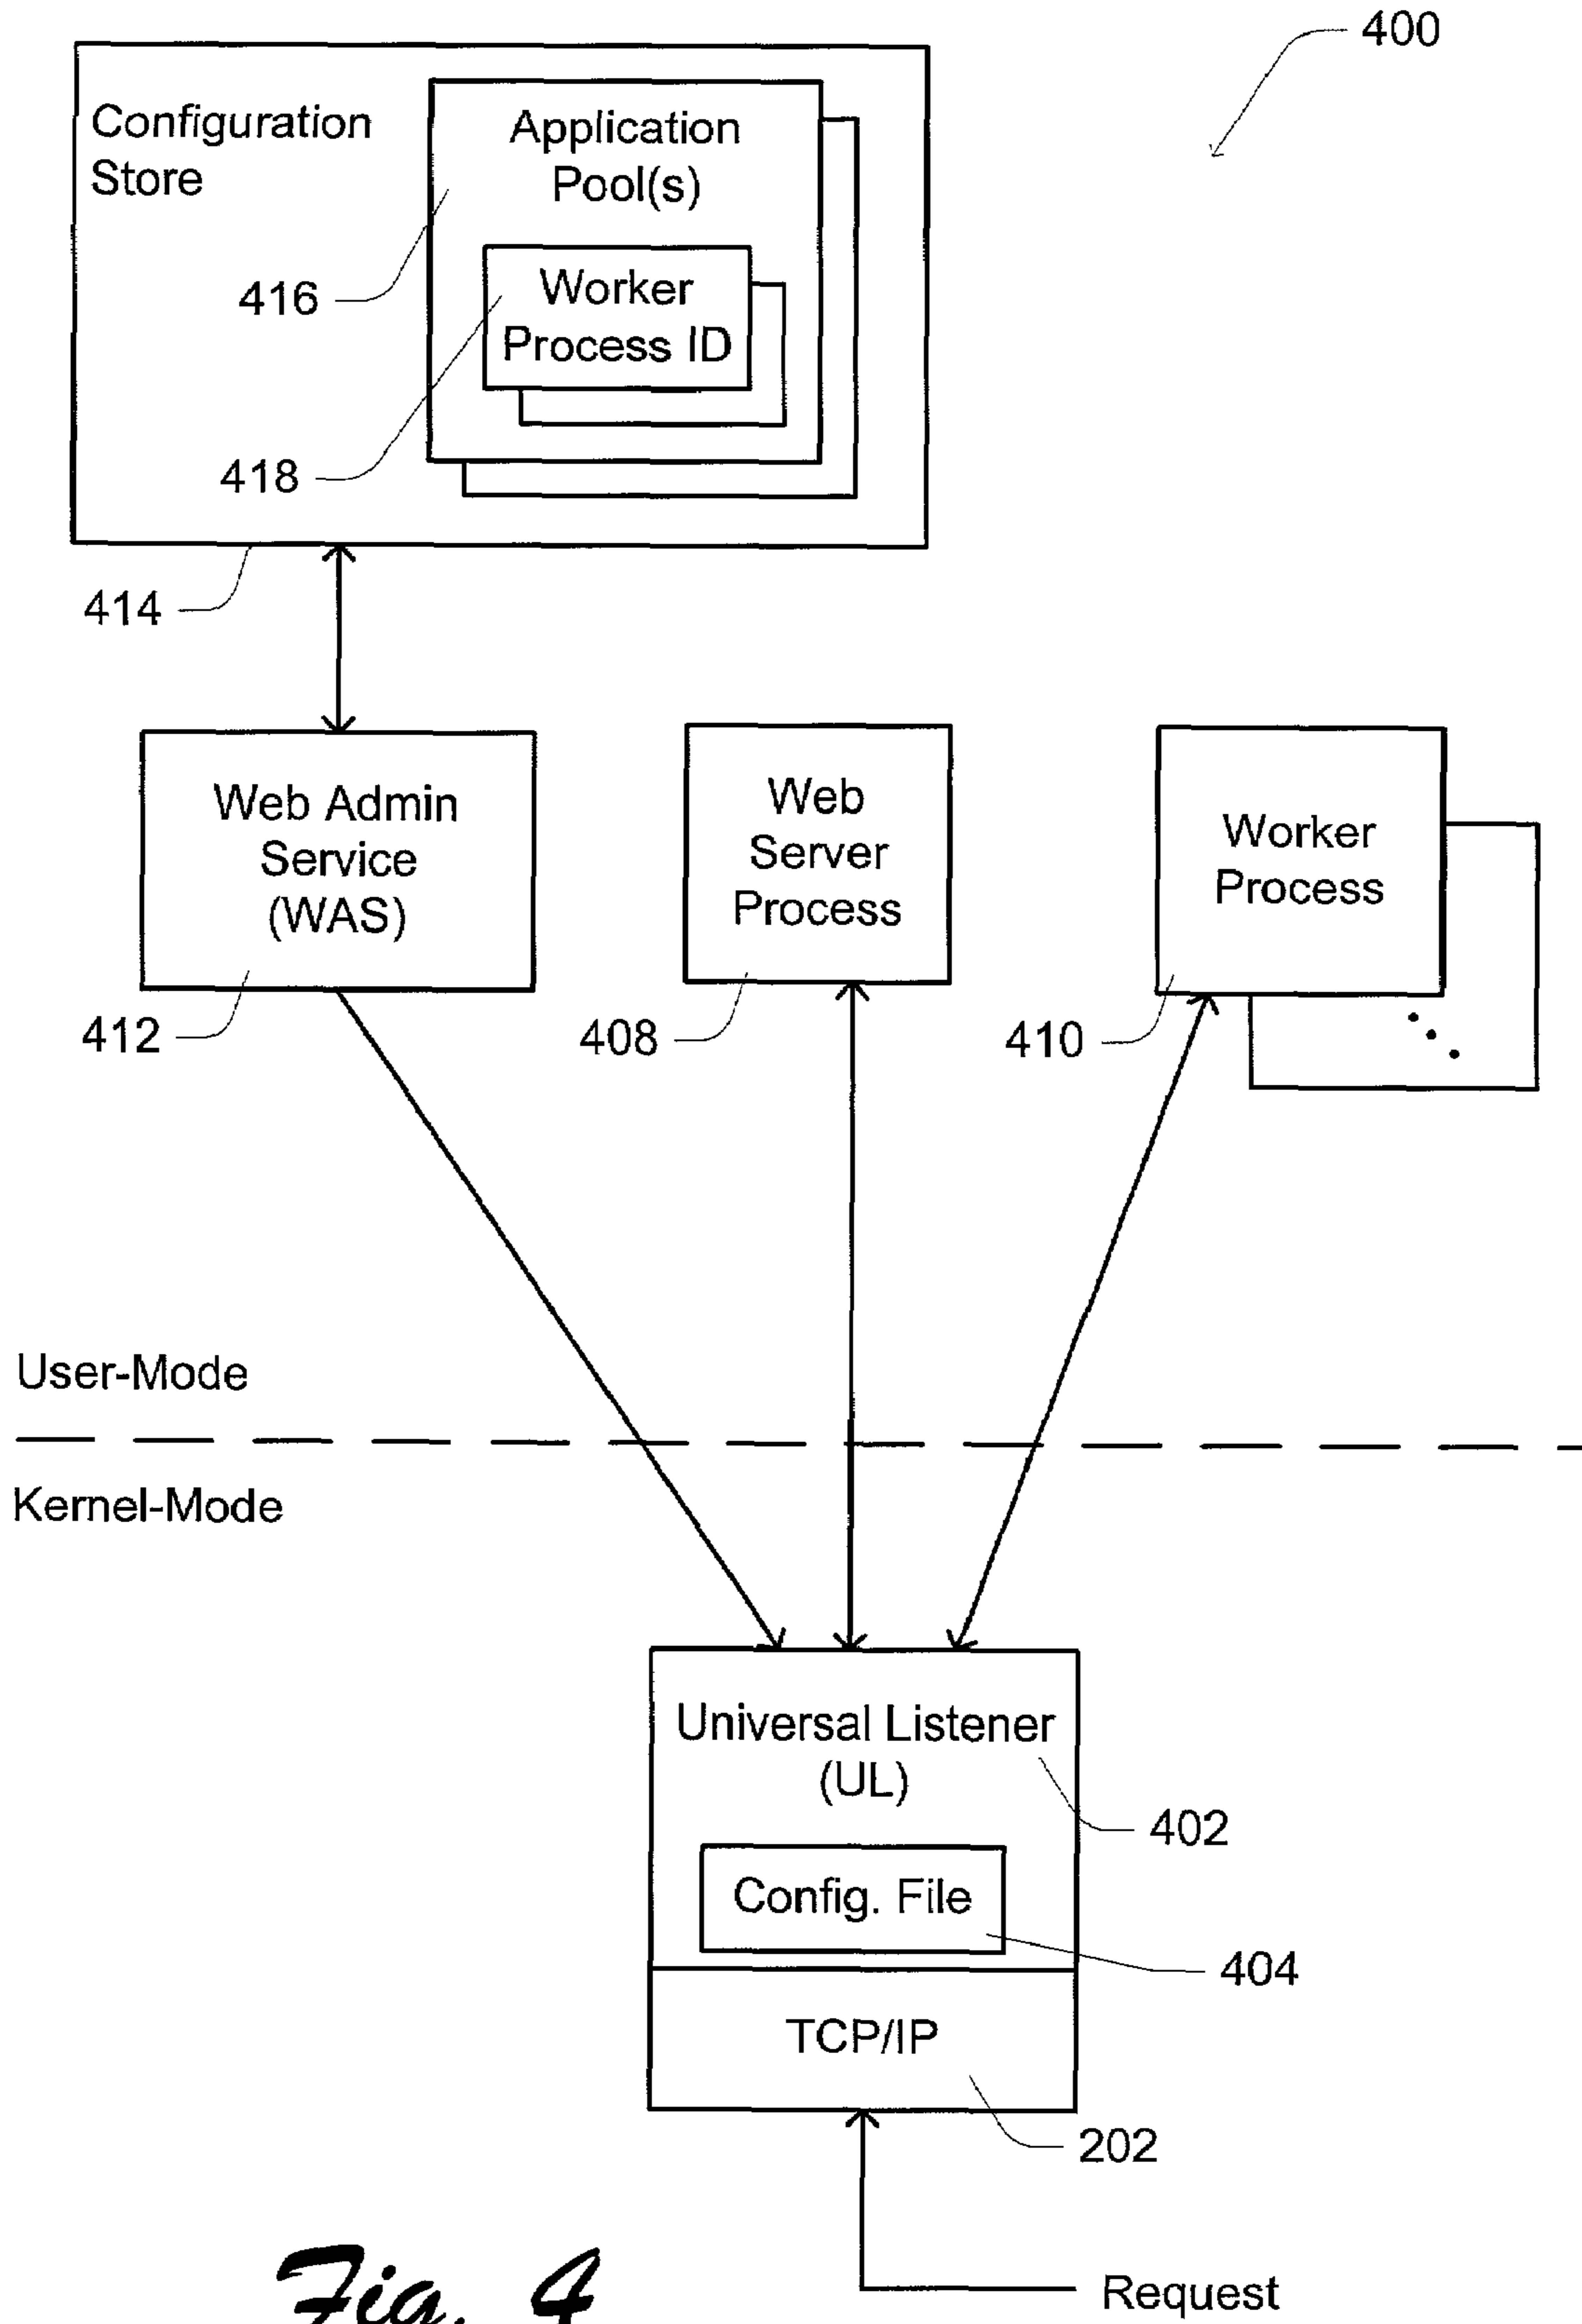 400
Configuration
Store
Application
Pool(s)
416
Worker
Process ID
418
414
Web Admin
Service
(WAS)
412
Web
Server
Process
408
Worker
Process
410
User-Mode
Kernel-Mode
Universal Listener
(UL)
402
Config. File
404
TCP/IP
202
Request
Fig. 4